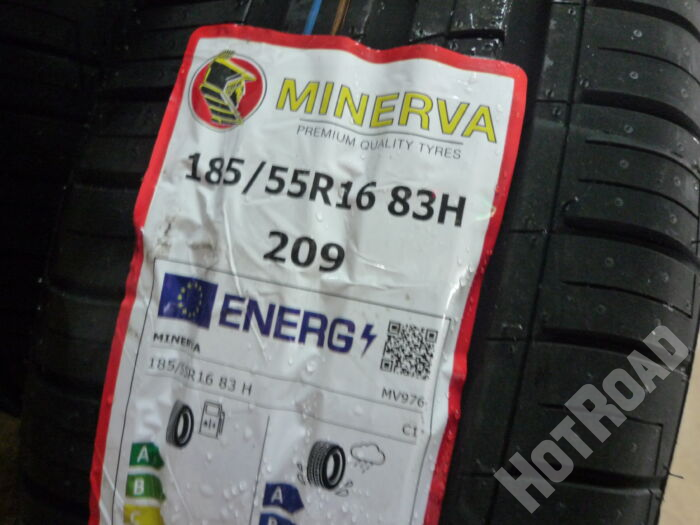 MINERVA
PREMIUM QUALITY TYRES
185/55R16 83H
209
ENERG
MINERVA
185/55R16 83 H
MV976
C1
A
B
C
A
B
HOTROAD